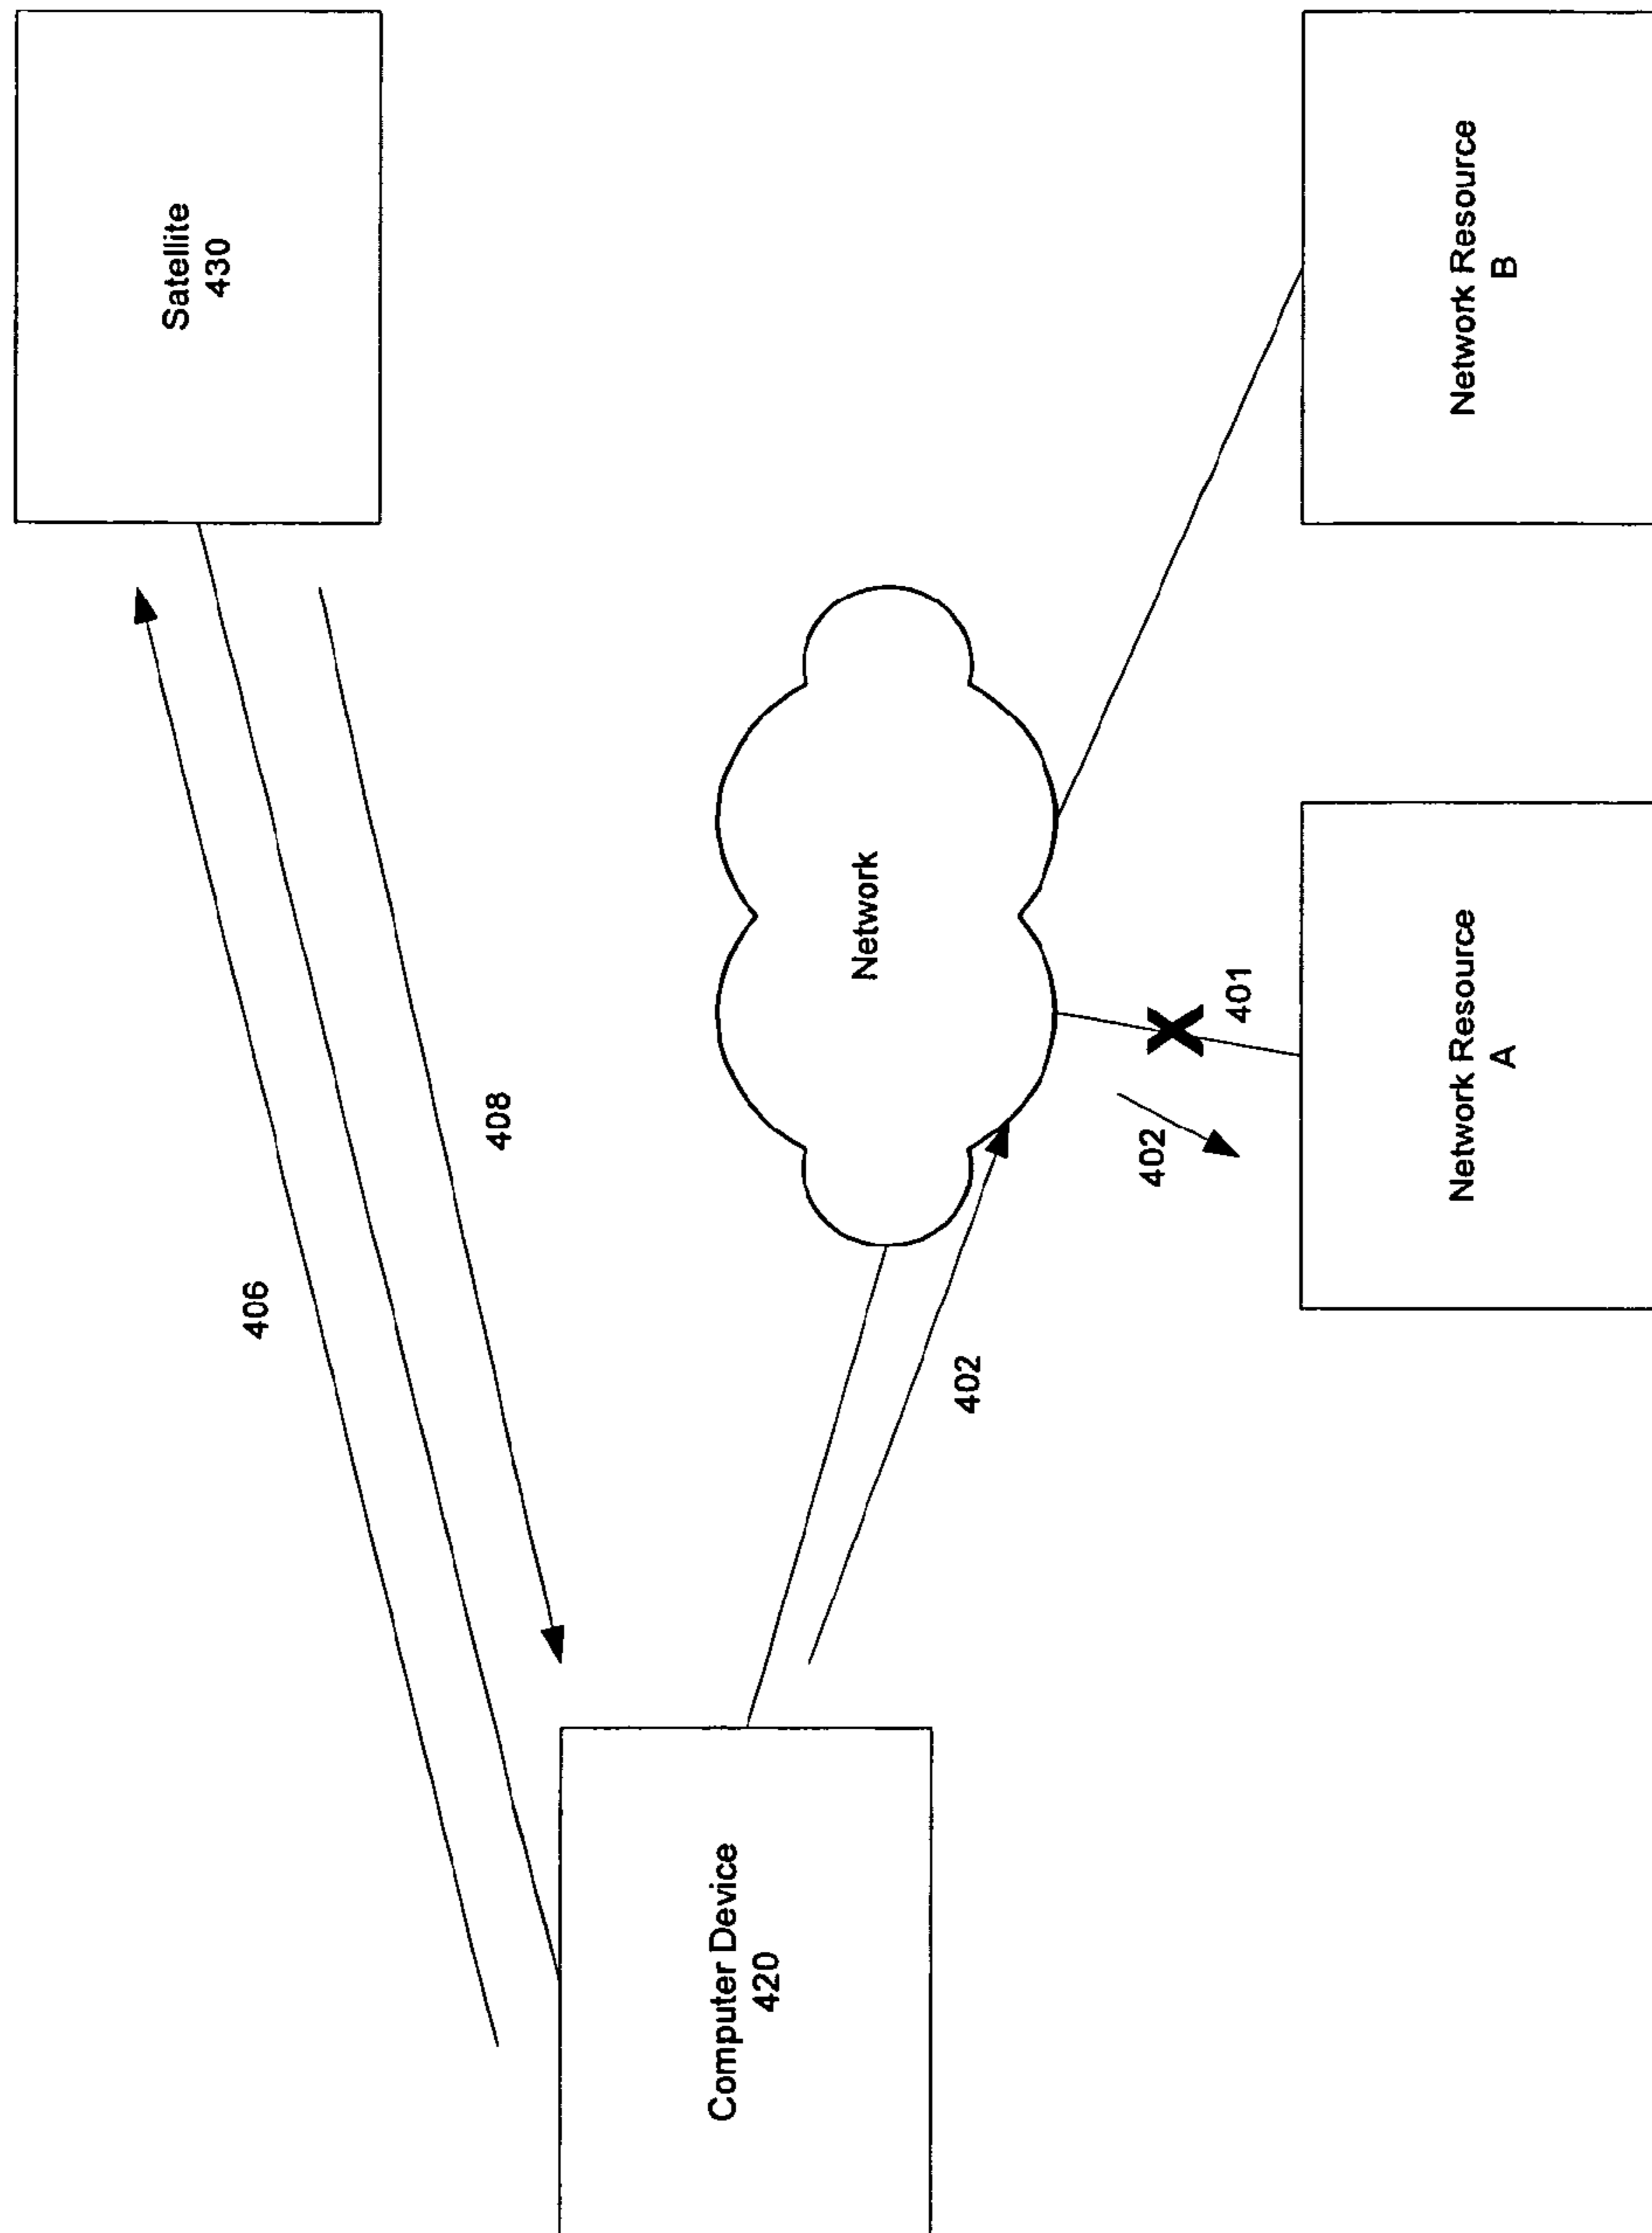 Satellite
430
406
408
Network
Computer Device
420
402
402
401
Network Resource
A
Network Resource
B